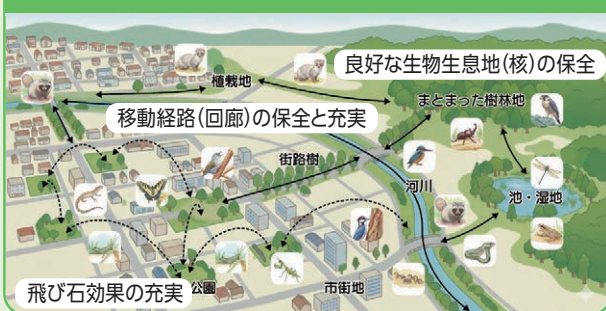 良好な生物生息地(核)の保全
植栽地
まとまった樹林地
移動経路(回廊)の保全と充実
街路樹
河川
池・湿地
飛び石効果の充実
公園
市街地